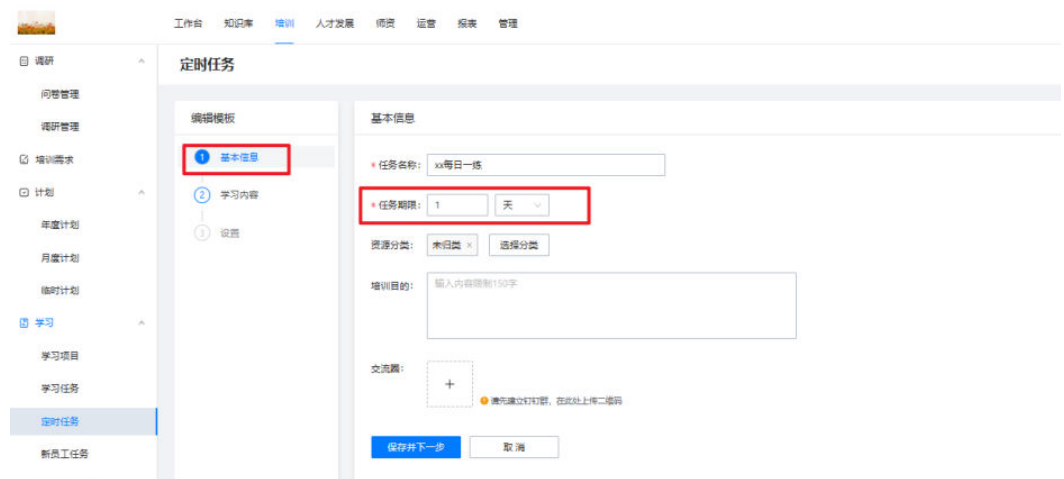 工作台 知识库 培训 人才发展 师资 运营 报表 管理
调研
问卷管理
调研管理
培训需求
计划
年度计划
月度计划
临时计划
学习
学习项目
学习任务
定时任务
新员工任务
定时任务
编辑模板
1 基本信息
2 学习内容
3 设置
基本信息
* 任务名称: xx每日一练
* 任务期限: 1 天
资源分类: 未归类 × 选择分类
培训目的: 输入内容限制150字
交流圈:
+
请先建立钉钉群，在此处上传二维码
保存并下一步 取消